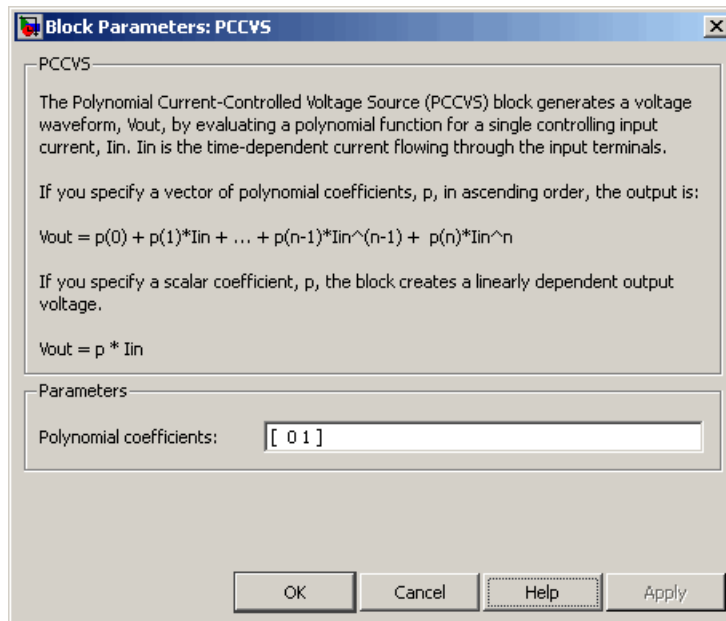 Block Parameters: PCCVS
PCCVS
The Polynomial Current-Controlled Voltage Source (PCCVS) block generates a voltage
waveform, Vout, by evaluating a polynomial function for a single controlling input
current, Iin. Iin is the time-dependent current flowing through the input terminals.
If you specify a vector of polynomial coefficients, p, in ascending order, the output is:
Vout = p(0) + p(1)*Iin + ... + p(n-1)*Iin^(n-1) + p(n)*Iin^n
If you specify a scalar coefficient, p, the block creates a linearly dependent output
voltage.
Vout = p * Iin
Parameters
Polynomial coefficients: [ 0 1 ]
OK Cancel Help Apply